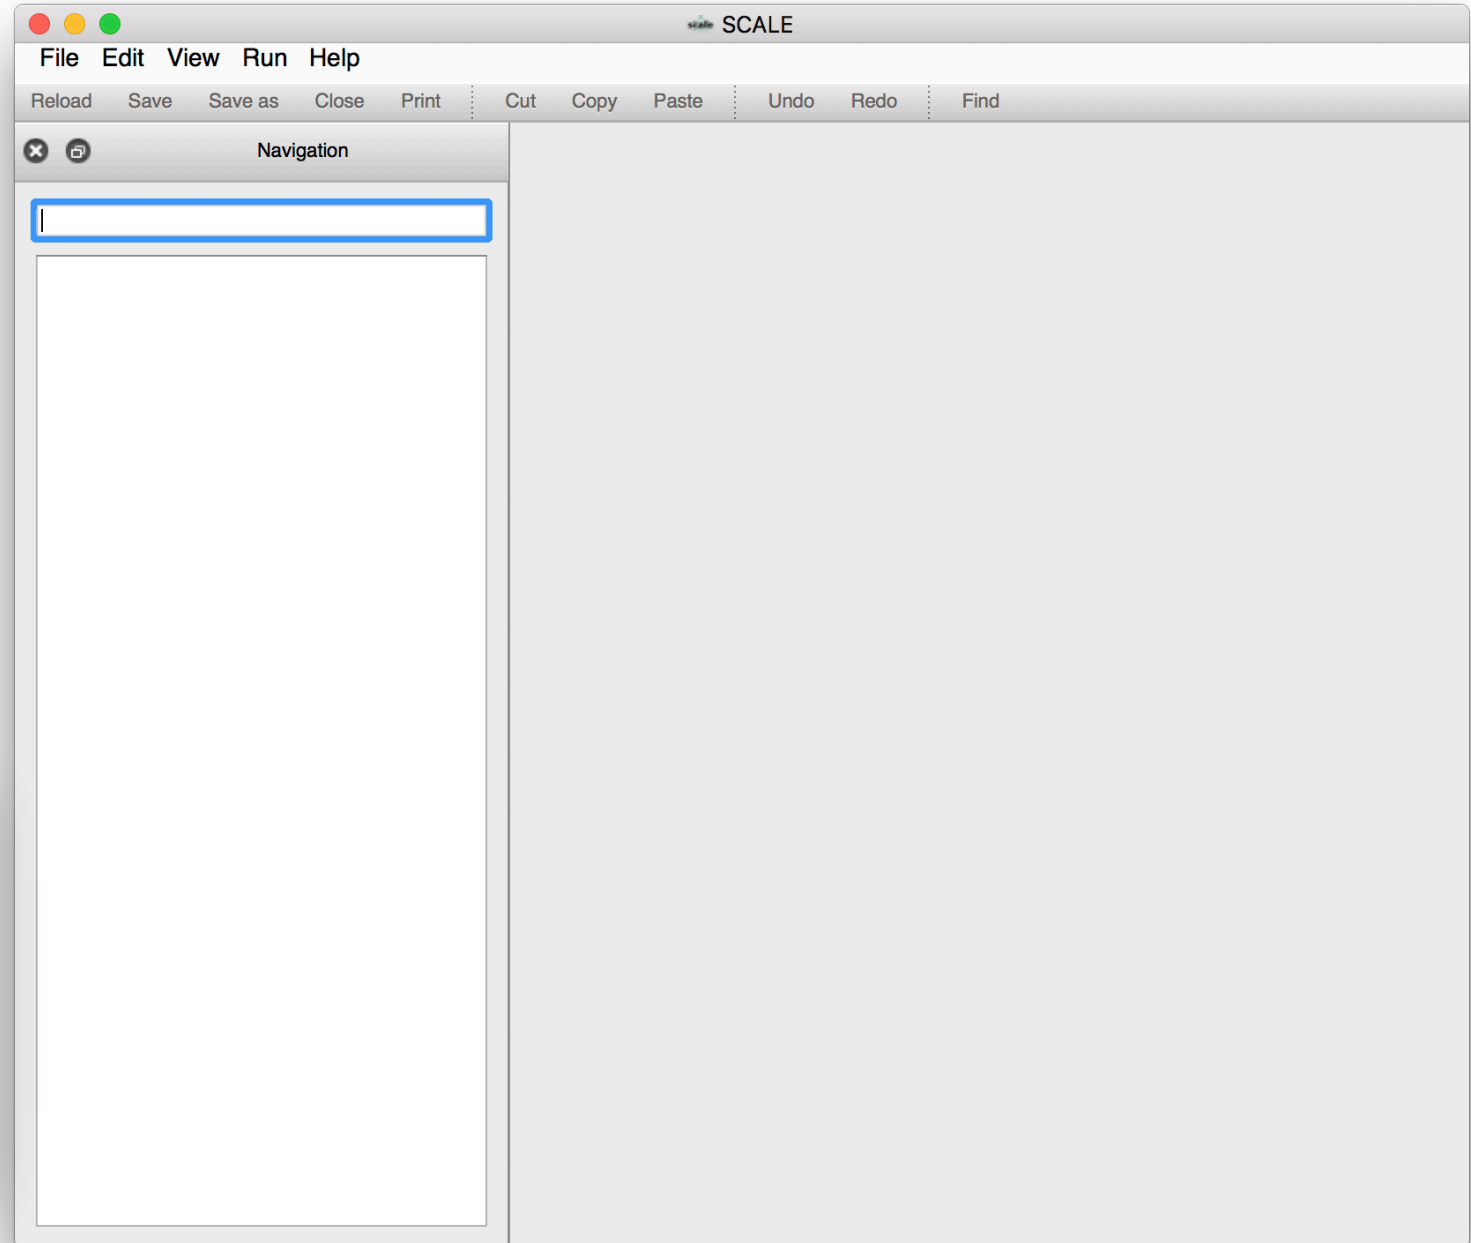 scale SCALE
File Edit View Run Help
Reload Save Save as Close Print Cut Copy Paste Undo Redo Find
Navigation